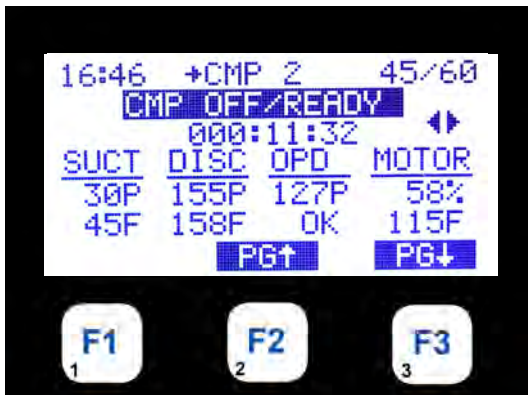 16:46 →CMP 2 45/60
CMP OFF/READY
000:11:32 ◀▶
SUCT DISC OPD MOTOR
30P 155P 127P 58%
45F 158F OK 115F
PG↑ PG↓
F1 F2 F3
1 2 3